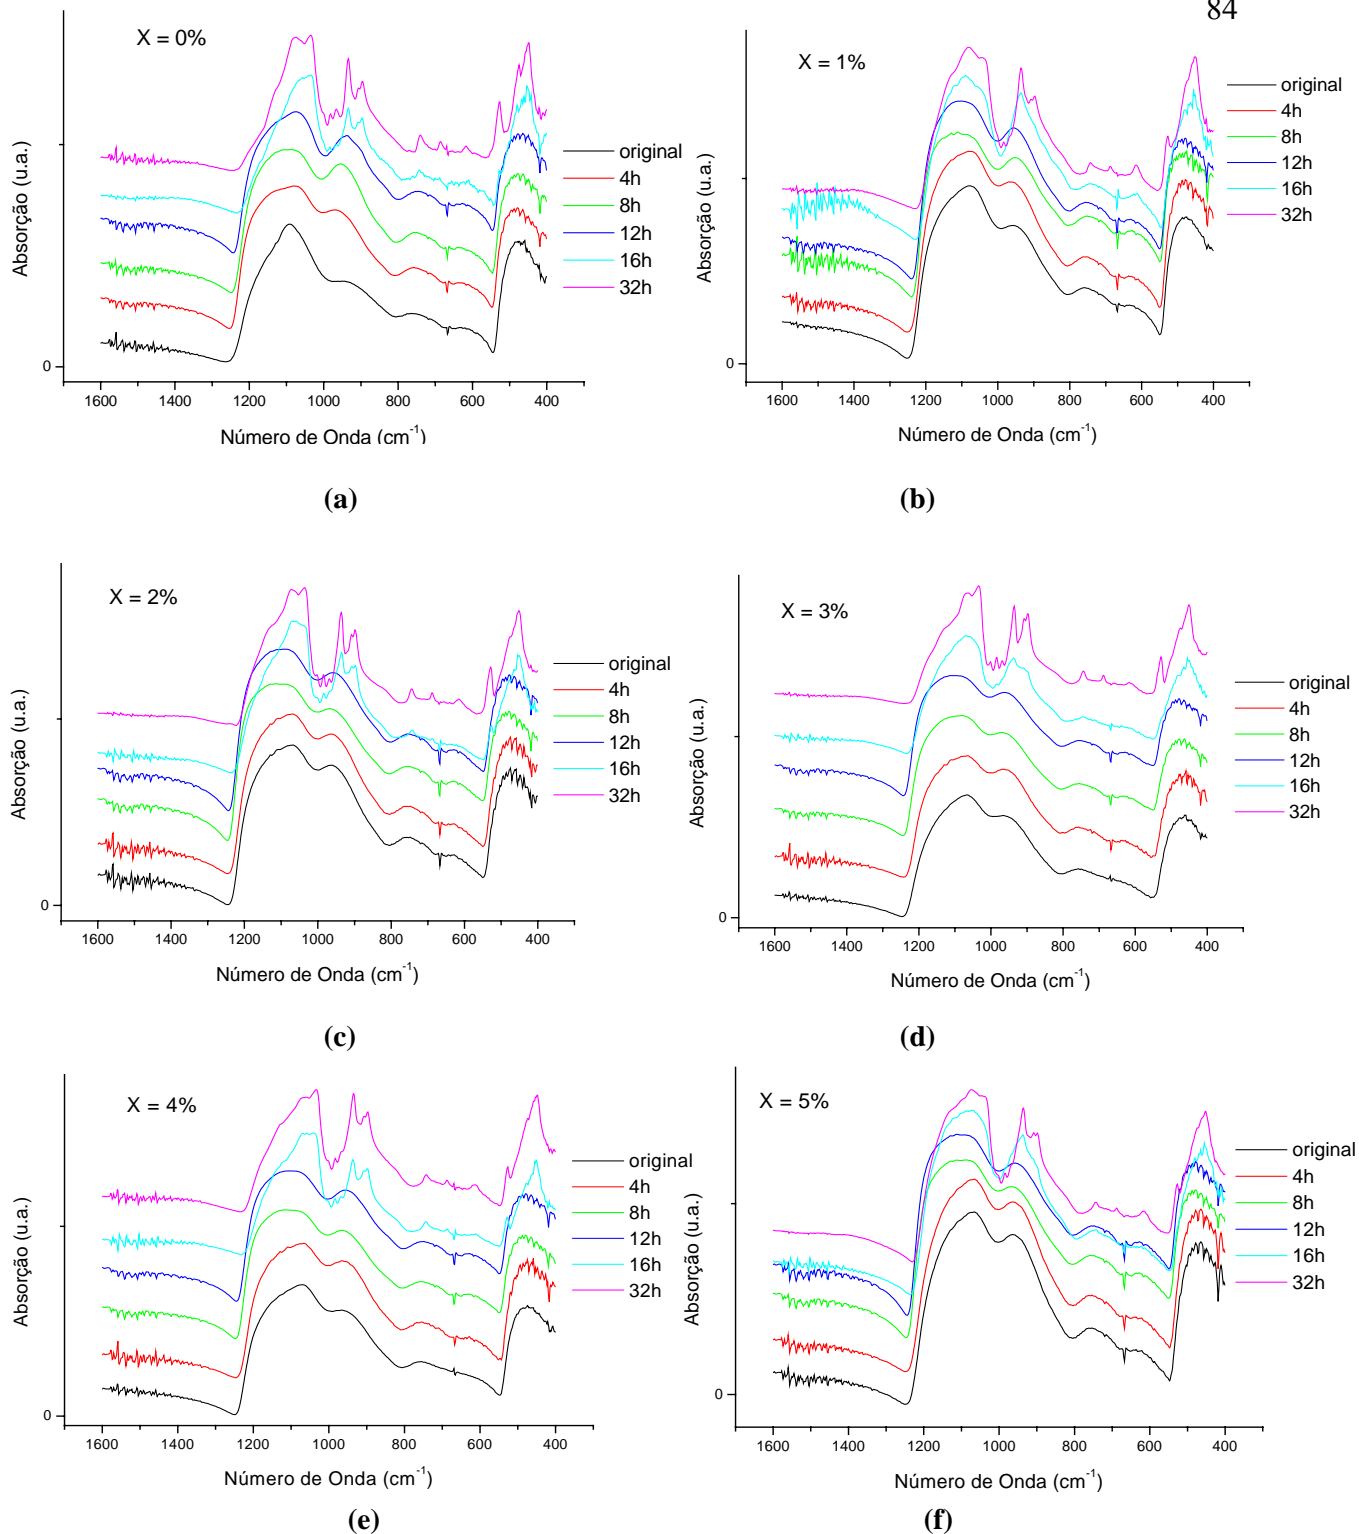 84
X = 0%
Absorção (u.a.)
0
1600 1400 1200 1000 800 600 400
Número de Onda (cm-1)
original
4h
8h
12h
16h
32h
(a)
X = 1%
Absorção (u.a.)
0
1600 1400 1200 1000 800 600 400
Número de Onda (cm-1)
original
4h
8h
12h
16h
32h
(b)
X = 2%
Absorção (u.a.)
0
1600 1400 1200 1000 800 600 400
Número de Onda (cm-1)
original
4h
8h
12h
16h
32h
(c)
X = 3%
Absorção (u.a.)
0
1600 1400 1200 1000 800 600 400
Número de Onda (cm-1)
original
4h
8h
12h
16h
32h
(d)
X = 4%
Absorção (u.a.)
0
1600 1400 1200 1000 800 600 400
Número de Onda (cm-1)
original
4h
8h
12h
16h
32h
(e)
X = 5%
Absorção (u.a.)
0
1600 1400 1200 1000 800 600 400
Número de Onda (cm-1)
original
4h
8h
12h
16h
32h
(f)